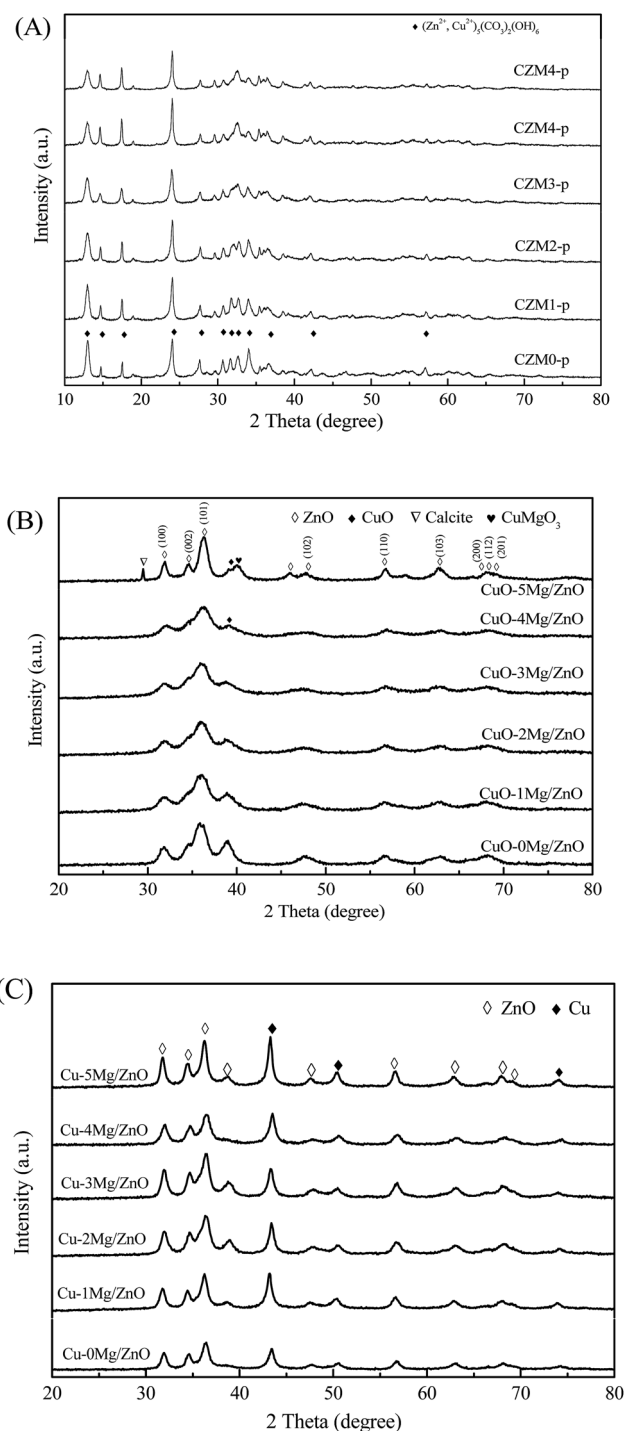 (A)
♦ (Zn²⁺, Cu²⁺)₅(CO₃)₂(OH)₆
CZM4-p
CZM4-p
CZM3-p
CZM2-p
CZM1-p
CZM0-p
Intensity (a.u.)
10 20 30 40 50 60 70 80
2 Theta (degree)
(B)
◊ ZnO ♦ CuO ▽ Calcite ♥ CuMgO₃
(100) (002) (101) (102) (110) (103) (200) (112) (201)
CuO-5Mg/ZnO
CuO-4Mg/ZnO
CuO-3Mg/ZnO
CuO-2Mg/ZnO
CuO-1Mg/ZnO
CuO-0Mg/ZnO
Intensity (a.u.)
20 30 40 50 60 70 80
2 Theta (degree)
(C)
◊ ZnO ♦ Cu
Cu-5Mg/ZnO
Cu-4Mg/ZnO
Cu-3Mg/ZnO
Cu-2Mg/ZnO
Cu-1Mg/ZnO
Cu-0Mg/ZnO
Intensity (a.u.)
20 30 40 50 60 70 80
2 Theta (degree)